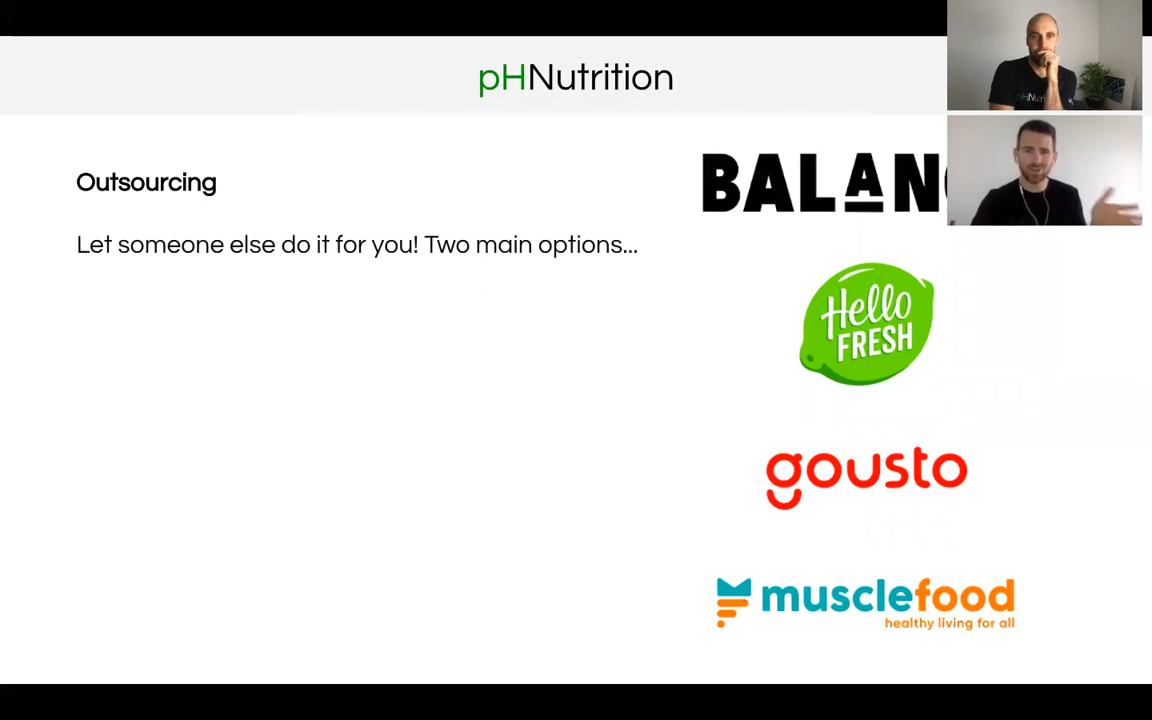 pHNutrition
Outsourcing
Let someone else do it for you! Two main options...
Hello
FRESH
gousto
musclefood
healthy living for all